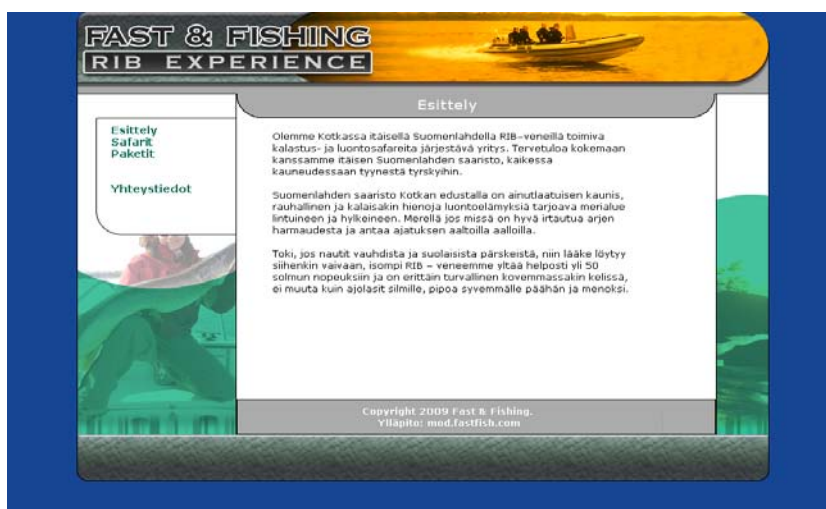 FAST & FISHING
RIB EXPERIENCE
Esittely
Esittely
Safarit
Paketit
Yhteystiedot
Olemme Kotkassa itäisellä Suomenlahdella RIB-veneillä toimiva
kalastus- ja luontosafareita järjestävä yritys. Tervetuloa kokemaan
kanssamme itäisen Suomenlahden saaristo, kaikessa
kauneudessaan tyynestä tyrskyihin.
Suomenlahden saaristo Kotkan edustalla on ainutlaatuisen kaunis,
rauhallinen ja kalaisakin hienoja luontoelämyksiä tarjoava merialue
lintuineen ja hylkeineen. Merellä jos missä on hyvä irtautua arjen
harmaudesta ja antaa ajatuksen aaltoilla aalloilla.
Toki, jos nautit vauhdista ja suolaisista pärskeistä, niin lääke löytyy
siihenkin vaivaan, isompi RIB – veneemme yltää helposti yli 50
solmun nopeuksiin ja on erittäin turvallinen kovemmassakin kelissä,
ei muuta kuin ajolasit silmille, pipoa syvemmälle päähän ja menoksi.
Copyright 2009 Fast & Fishing.
Ylläpito: mod.fastfish.com